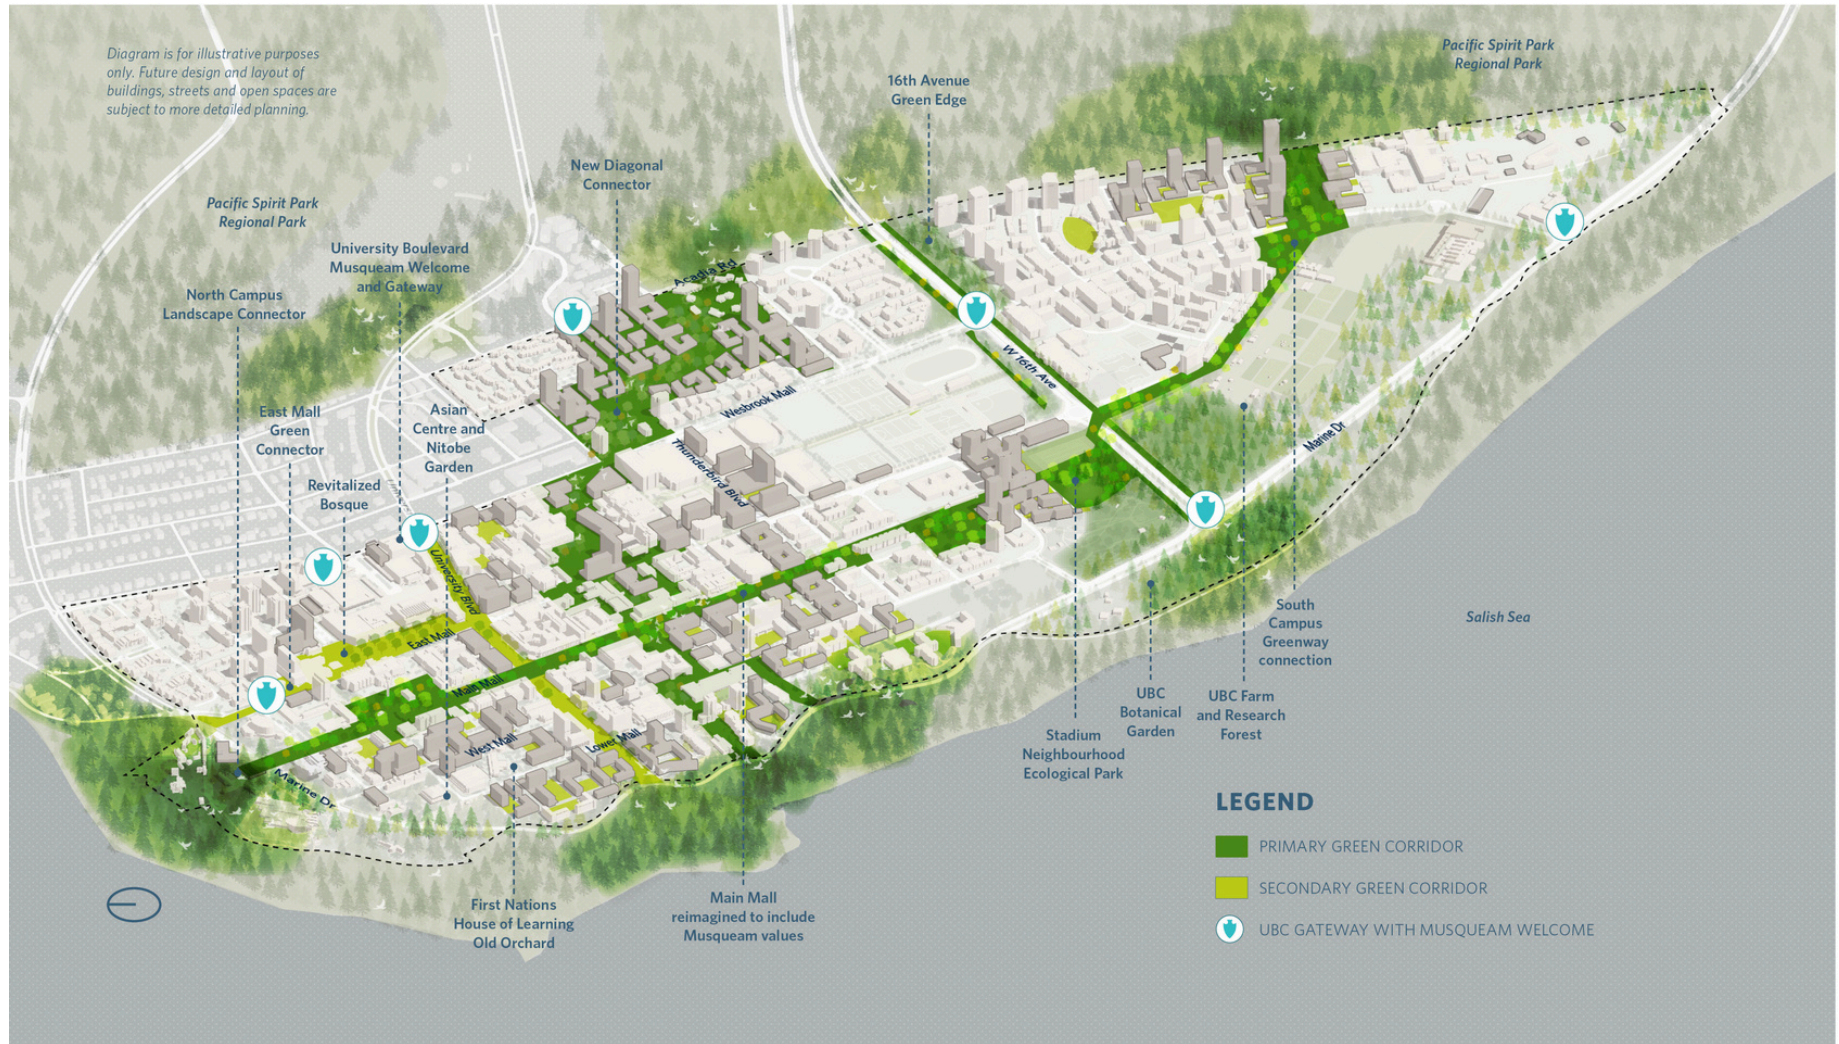 Diagram is for illustrative purposes
only. Future design and layout of
buildings, streets and open spaces are
subject to more detailed planning.
Pacific Spirit Park
Regional Park
16th Avenue
Green Edge
New Diagonal
Connector
Pacific Spirit Park
Regional Park
University Boulevard
Musqueam Welcome
and Gateway
North Campus
Landscape Connector
East Mall
Green
Connector
Asian
Centre and
Nitobe
Garden
Revitalized
Bosque
Acadia Rd
W 16th Ave
Wesbrook Mall
Thunderbird Blvd
Marine Dr
University Blvd
East Mall
Main Mall
West Mall
Lower Mall
Marine Dr
South
Campus
Greenway
connection
Salish Sea
UBC
Botanical
Garden
UBC Farm
and Research
Forest
Stadium
Neighbourhood
Ecological Park
First Nations
House of Learning
Old Orchard
Main Mall
reimagined to include
Musqueam values
LEGEND
PRIMARY GREEN CORRIDOR
SECONDARY GREEN CORRIDOR
UBC GATEWAY WITH MUSQUEAM WELCOME